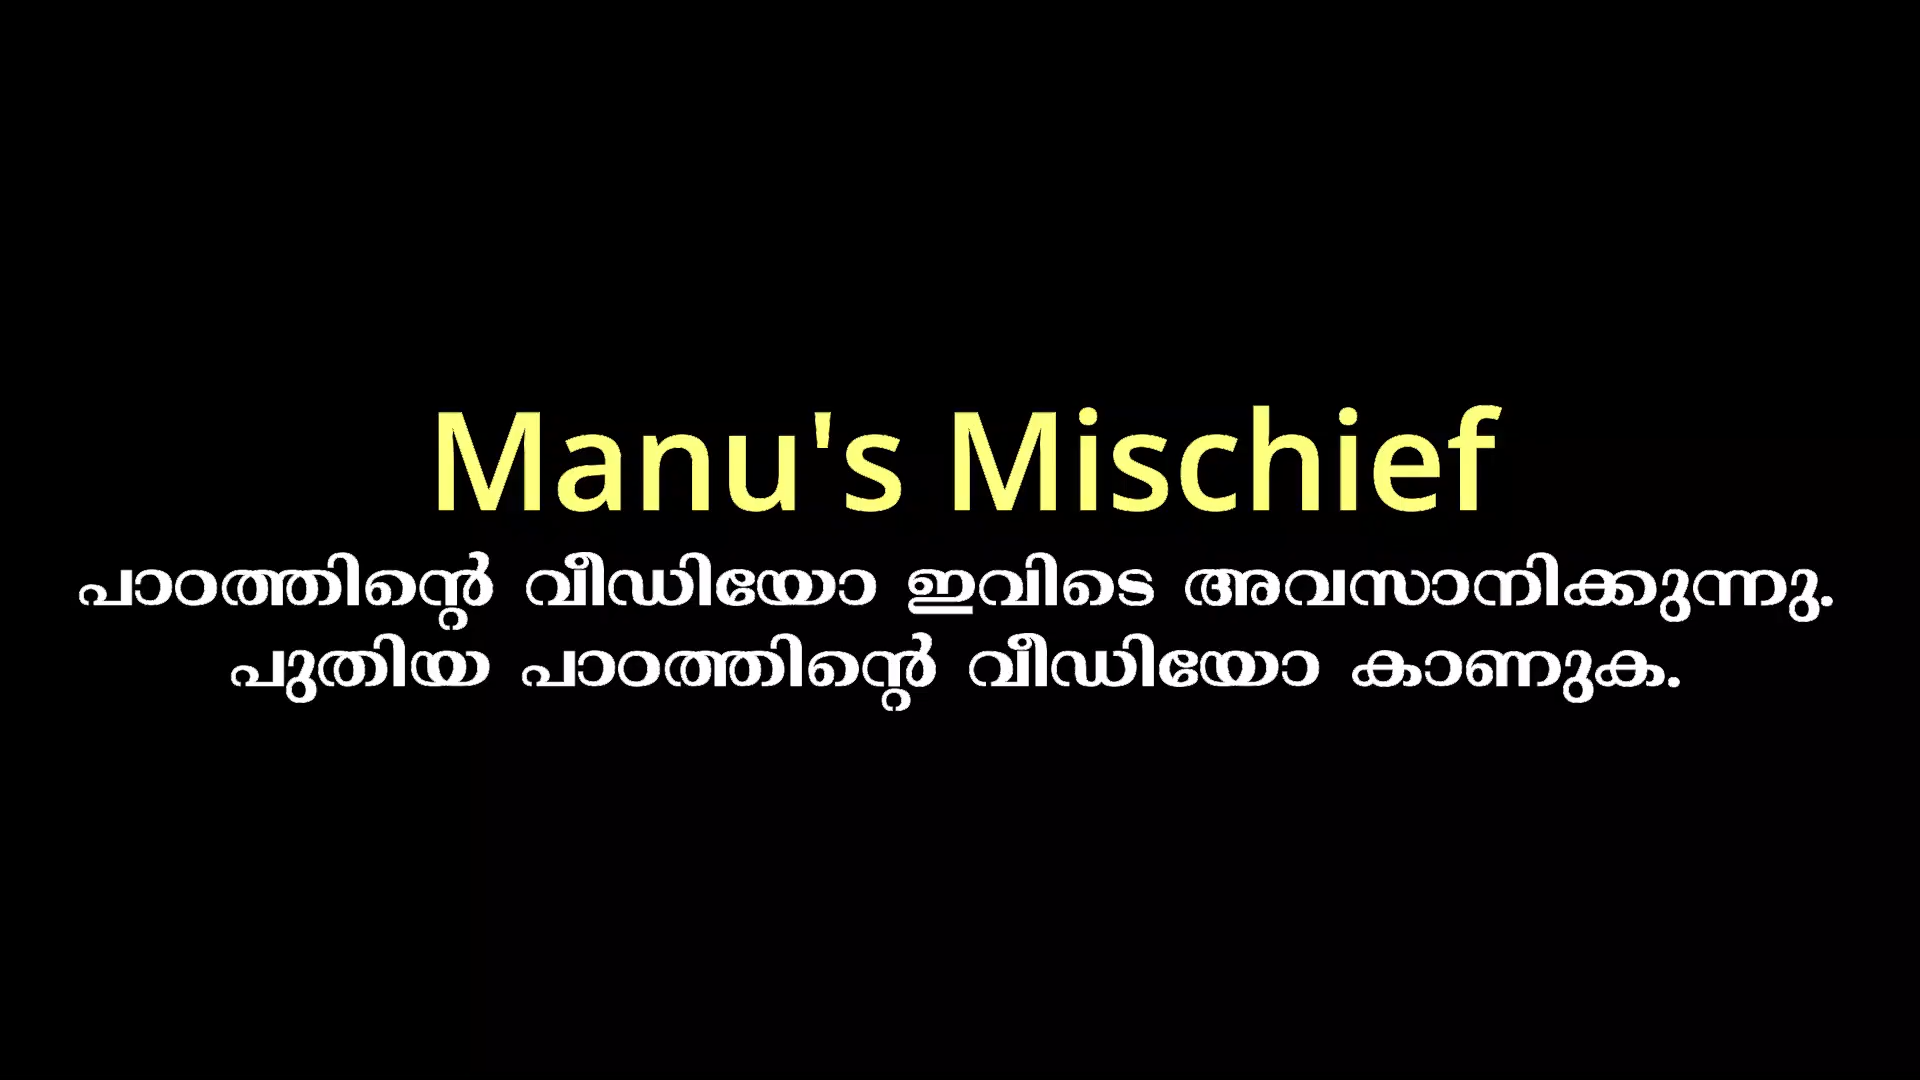 Manu's Mischief
പാഠത്തിന്റെ വീഡിയോ ഇവിടെ അവസാനിക്കുന്നു.
പുതിയ പാഠത്തിന്റെ വീഡിയോ കാണുക.